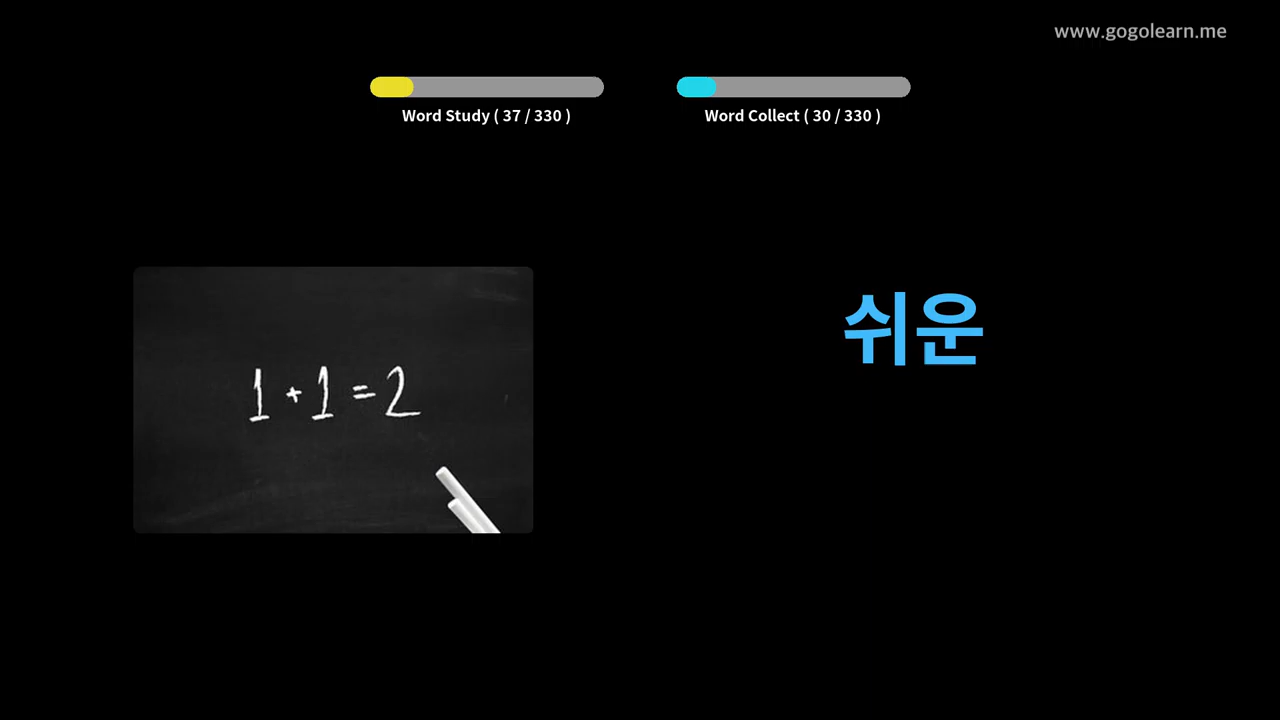 www.gogolearn.me
Word Study ( 37 / 330 )
Word Collect ( 30 / 330 )
쉬운
1 + 1 = 2